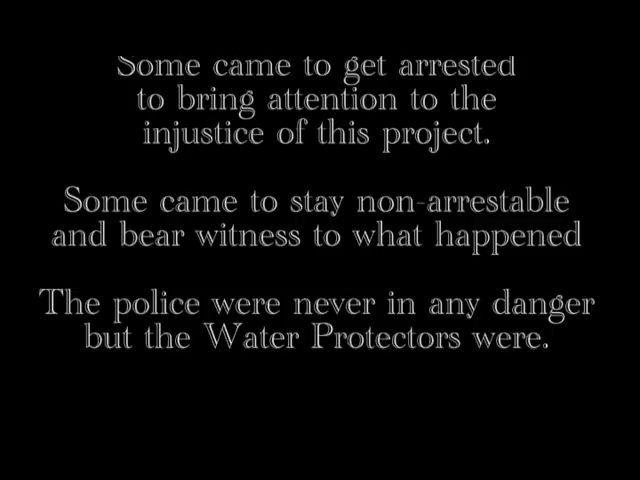 Some came to get arrested
to bring attention to the
injustice of this project.
Some came to stay non-arrestable
and bear witness to what happened
The police were never in any danger
but the Water Protectors were.